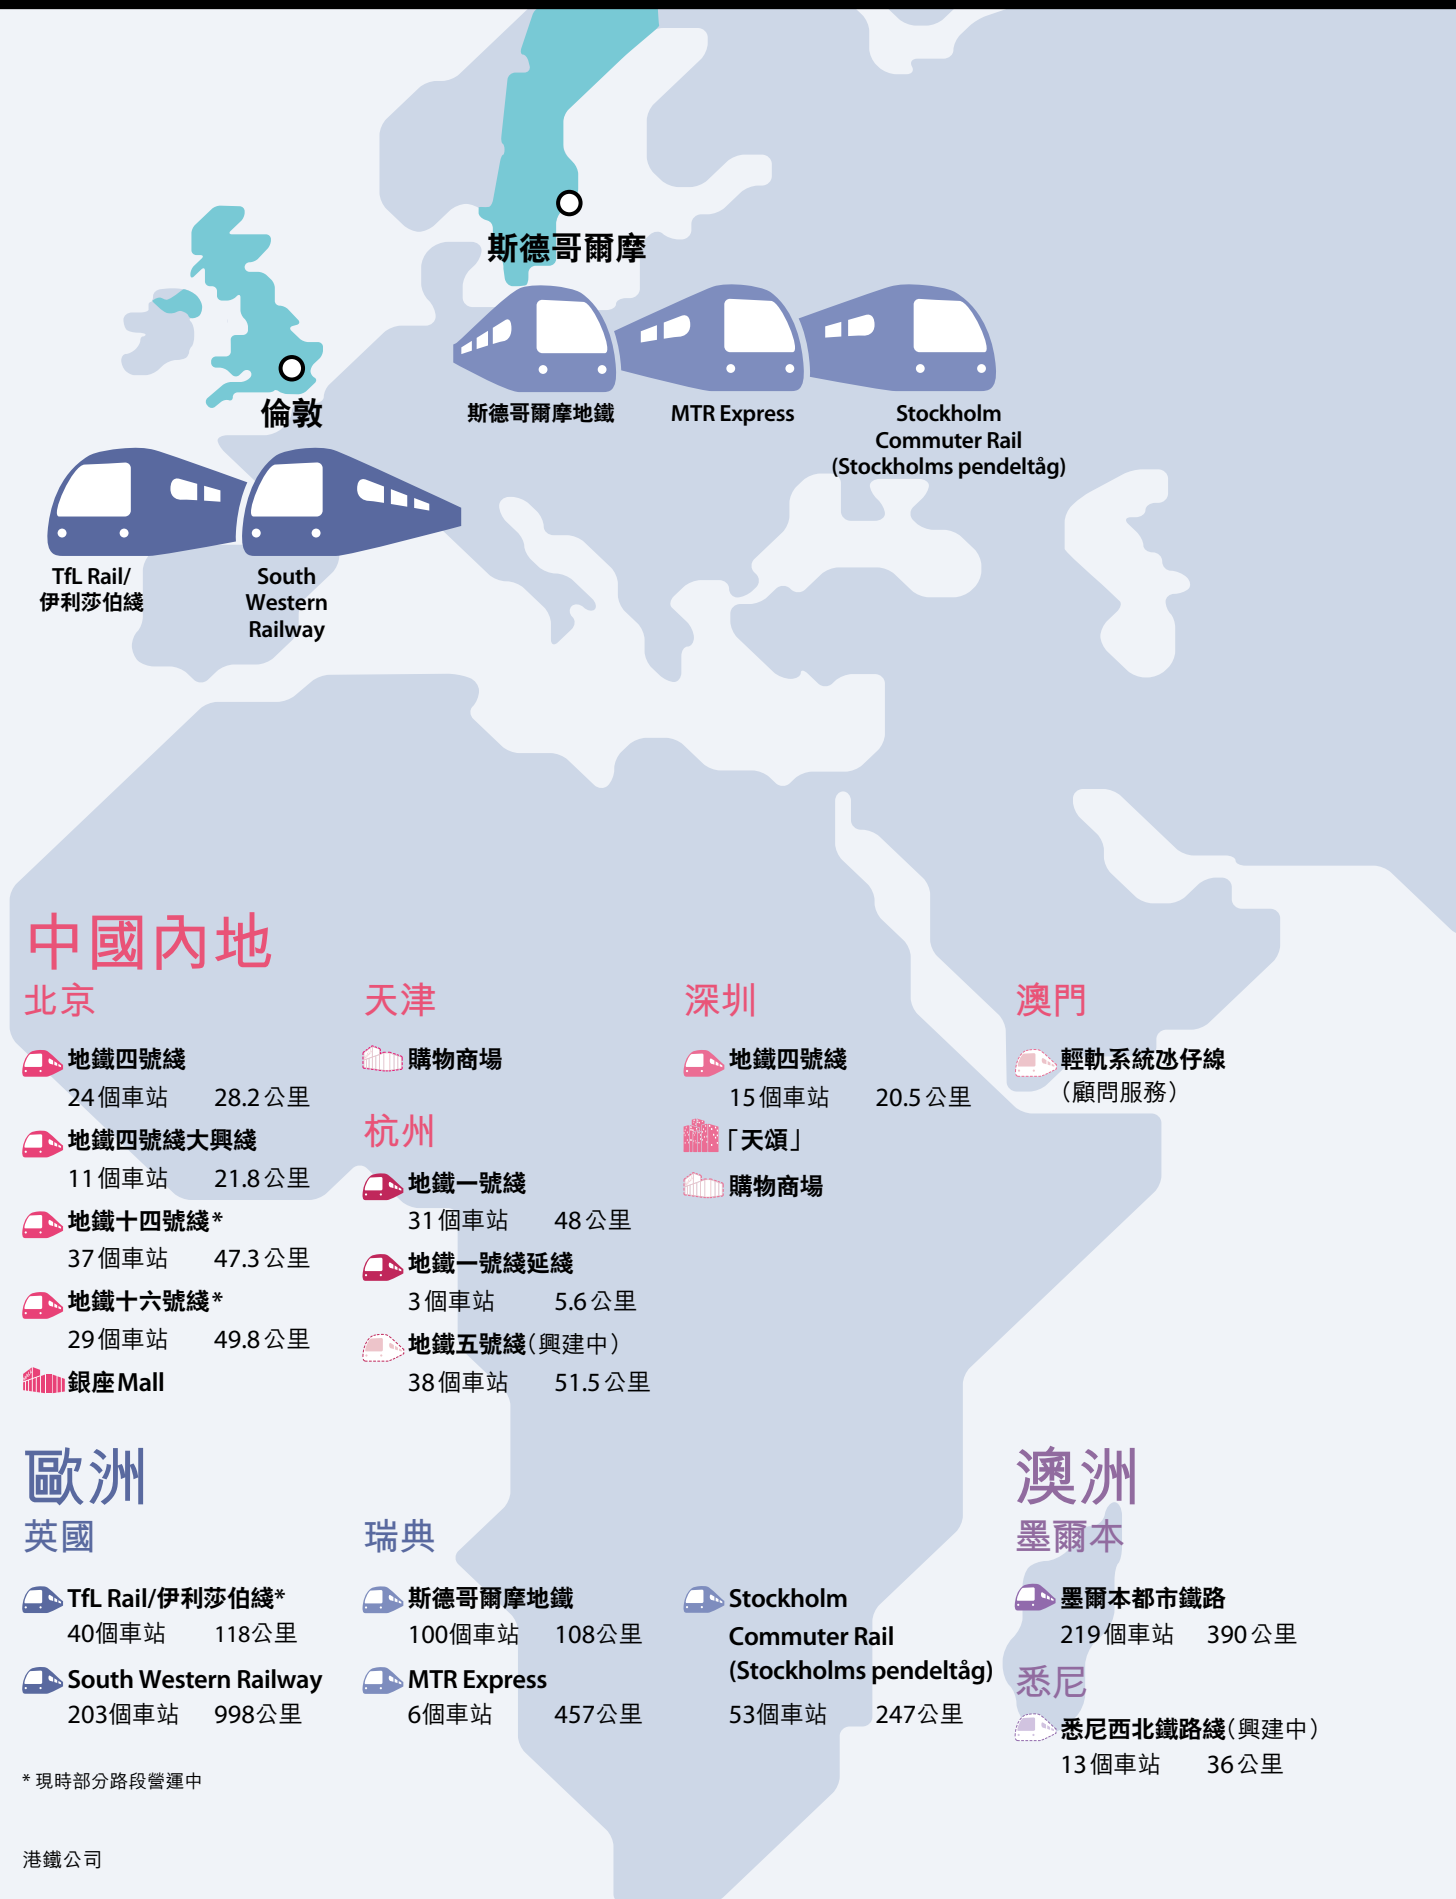 斯德哥爾摩
倫敦
斯德哥爾摩地鐵
MTR Express
Stockholm
Commuter Rail
(Stockholms pendeltåg)
TfL Rail/
伊利莎伯綫
South
Western
Railway
中國內地
北京
地鐵四號綫
24個車站 28.2公里
地鐵四號綫大興綫
11個車站 21.8公里
地鐵十四號綫*
37個車站 47.3公里
地鐵十六號綫*
29個車站 49.8公里
銀座Mall
天津
購物商場
杭州
地鐵一號綫
31個車站 48公里
地鐵一號綫延綫
3個車站 5.6公里
地鐵五號綫（興建中）
38個車站 51.5公里
深圳
地鐵四號綫
15個車站 20.5公里
「天頌」
購物商場
澳門
輕軌系統氹仔線
（顧問服務）
歐洲
英國
TfL Rail/伊利莎伯綫*
40個車站 118公里
South Western Railway
203個車站 998公里
瑞典
斯德哥爾摩地鐵
100個車站 108公里
MTR Express
6個車站 457公里
Stockholm
Commuter Rail
(Stockholms pendeltåg)
53個車站 247公里
澳洲
墨爾本
墨爾本都市鐵路
219個車站 390公里
悉尼
悉尼西北鐵路綫（興建中）
13個車站 36公里
* 現時部分路段營運中
港鐵公司